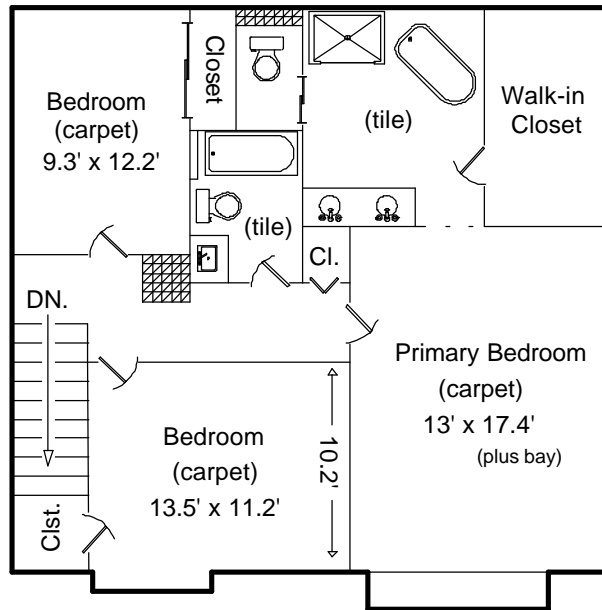 Bedroom
(carpet)
9.3' x 12.2'
Closet
(tile)
Walk-in
Closet
(tile)
Cl.
DN.
Primary Bedroom
(carpet)
13' x 17.4'
(plus bay)
Bedroom
(carpet)
13.5' x 11.2'
10.2'
Clst.